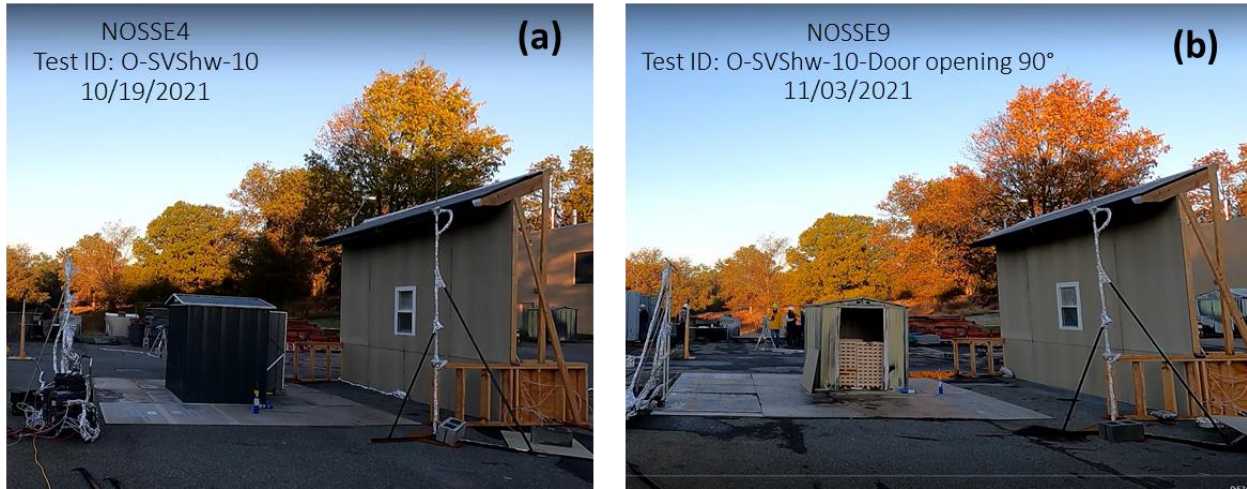 NOSSE4
Test ID: O-SVShw-10
10/19/2021
(a)
NOSSE9
Test ID: O-SVShw-10-Door opening 90°
11/03/2021
(b)